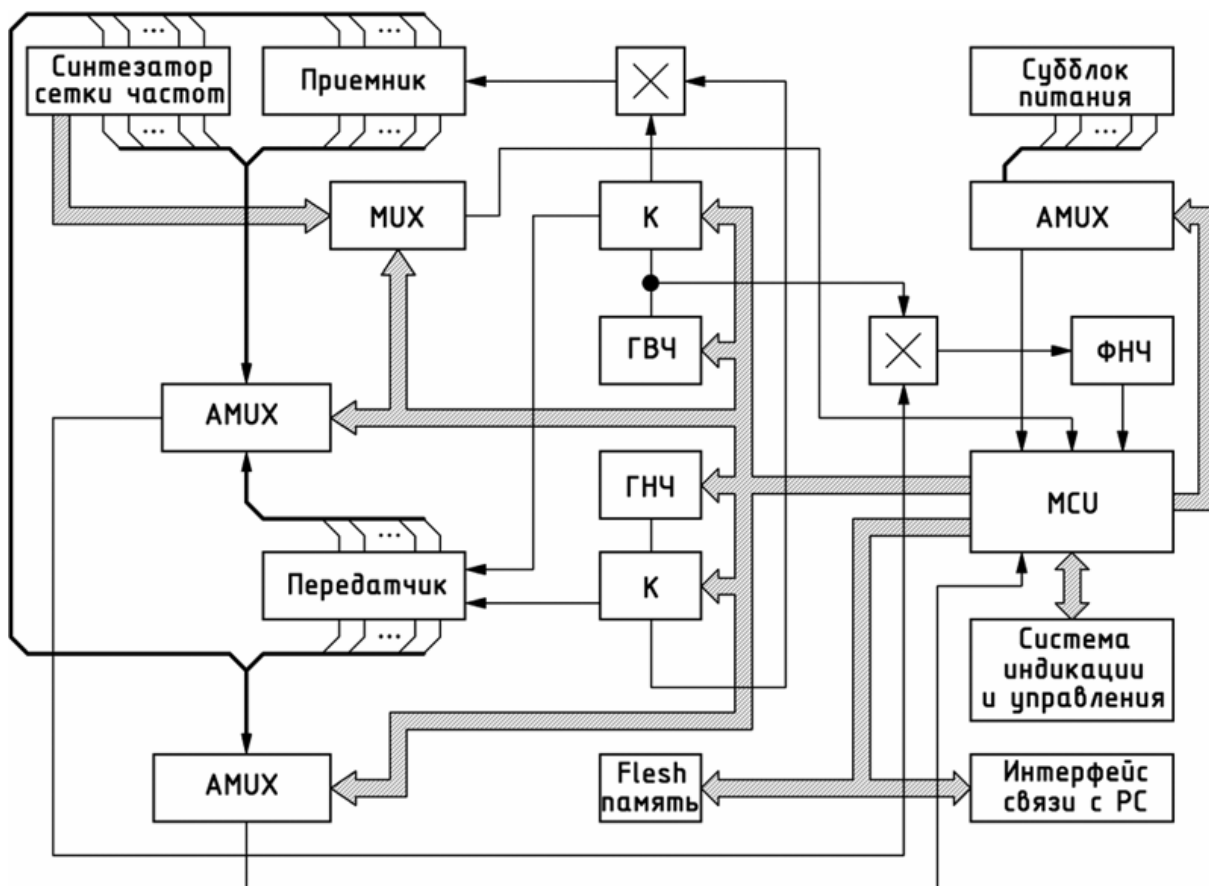 ...
...
...
Синтезатор
сетки частот
Приемник
Субблок
питания
...
...
...
MUX
К
AMUX
ГВЧ
ФНЧ
AMUX
ГНЧ
MCU
...
Передатчик
К
...
Система
индикации
и управления
AMUX
Flesh
память
Интерфейс
связи с PC